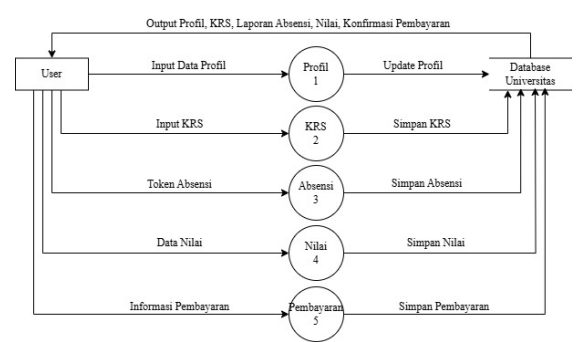 Output Profil, KRS, Laporan Absensi, Nilai, Konfirmasi Pembayaran
User
Input Data Profil
Profil
1
Update Profil
Database
Universitas
Input KRS
KRS
2
Simpan KRS
Token Absensi
Absensi
3
Simpan Absensi
Data Nilai
Nilai
4
Simpan Nilai
Informasi Pembayaran
Pembayaran
5
Simpan Pembayaran